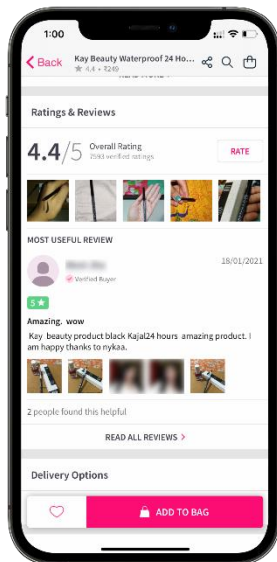 1:00
Back
Kay Beauty Waterproof 24 Ho...
★ 4.4 • ₹249
Ratings & Reviews
4.4/5
Overall Rating
2593 verified ratings
RATE
MOST USEFUL REVIEW
18/01/2021
Verified Buyer
5★
Amazing. wow
Kay beauty product black Kajal24 hours amazing product. I
am happy thanks to nykaa.
2 people found this helpful
READ ALL REVIEWS >
Delivery Options
ADD TO BAG